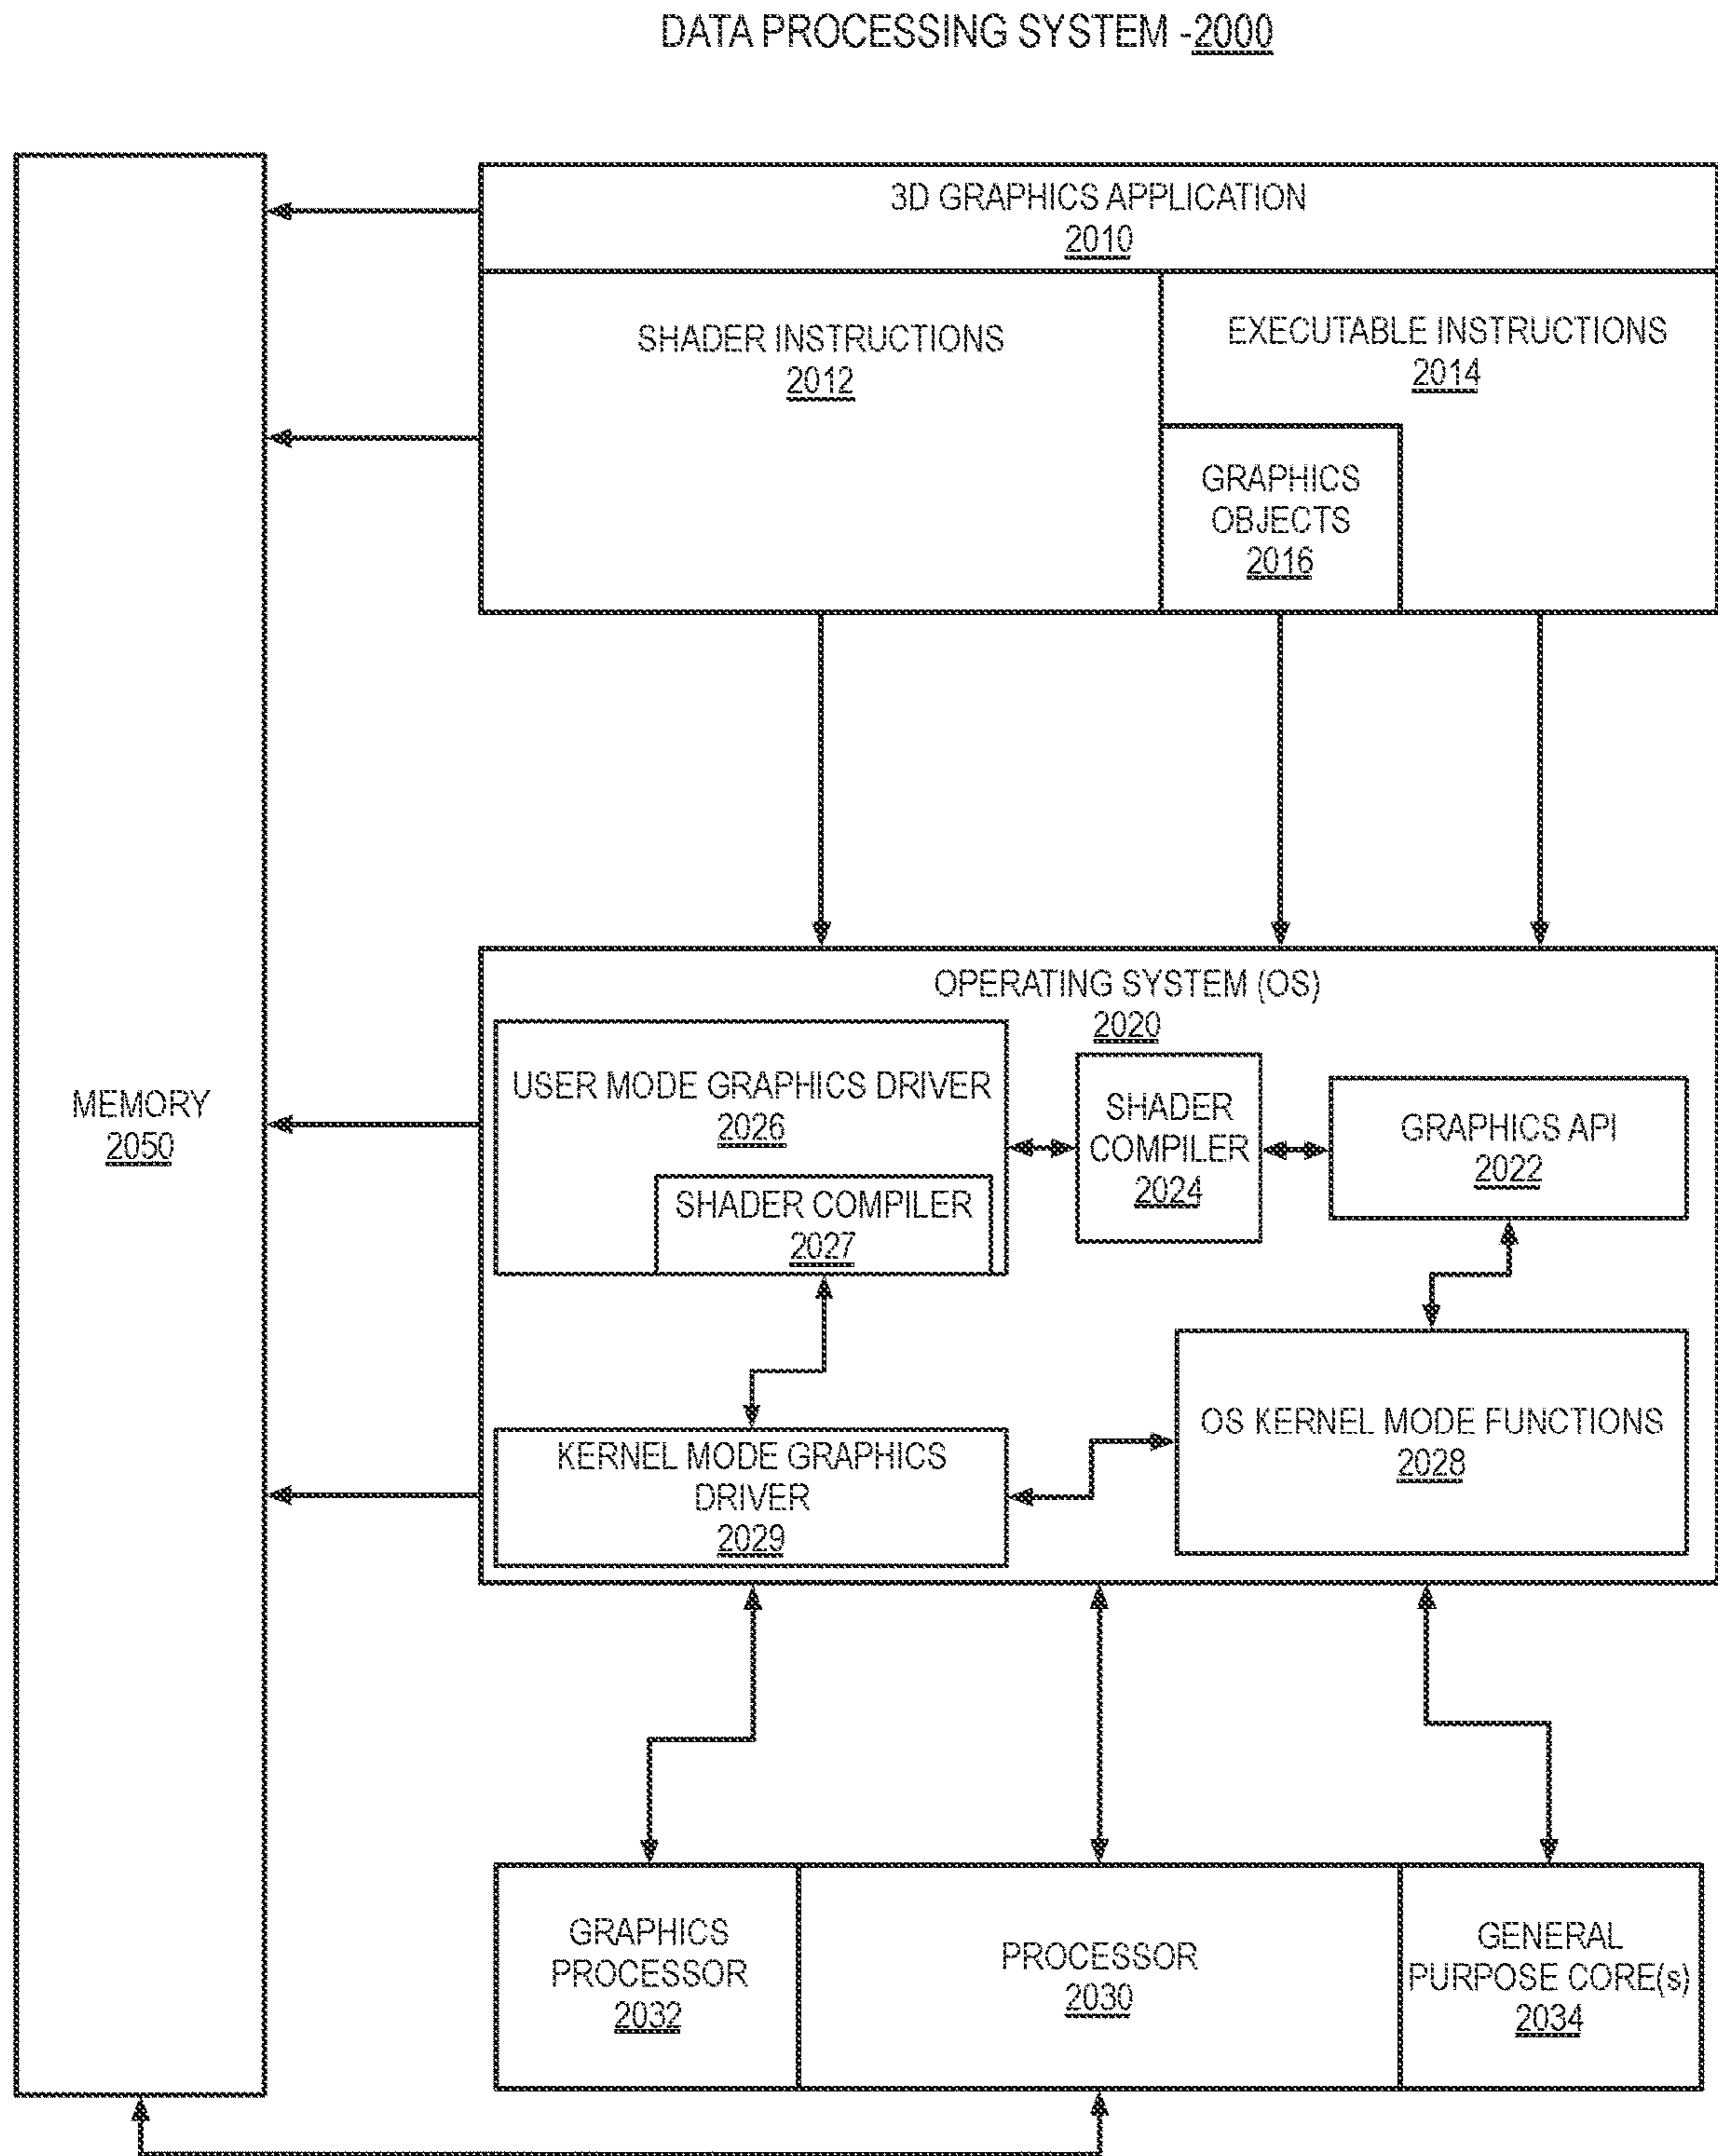 DATA PROCESSING SYSTEM -2000
3D GRAPHICS APPLICATION
2010
SHADER INSTRUCTIONS
2012
EXECUTABLE INSTRUCTIONS
2014
GRAPHICS
OBJECTS
2016
MEMORY
2050
OPERATING SYSTEM (OS)
2020
USER MODE GRAPHICS DRIVER
2026
SHADER COMPILER
2027
SHADER
COMPILER
2024
GRAPHICS API
2022
KERNEL MODE GRAPHICS
DRIVER
2029
OS KERNEL MODE FUNCTIONS
2028
GRAPHICS
PROCESSOR
2032
PROCESSOR
2030
GENERAL
PURPOSE CORE(s)
2034